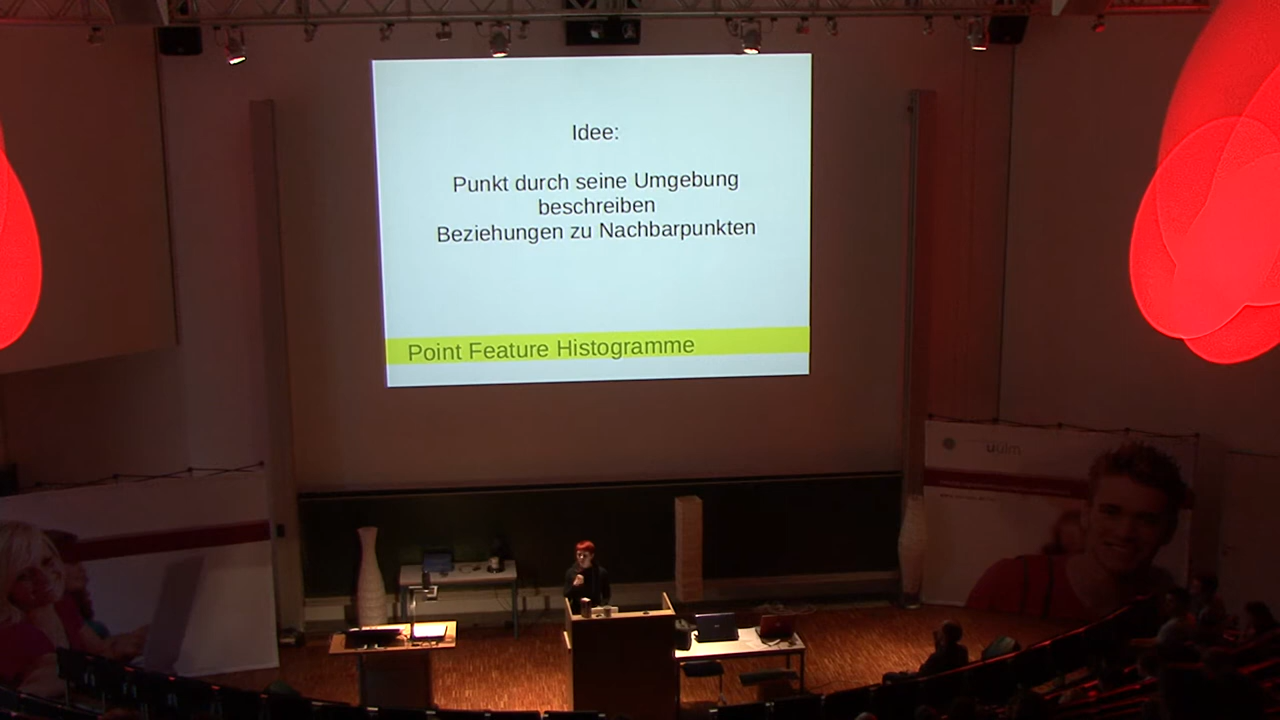 Idee:
Punkt durch seine Umgebung
beschreiben
Beziehungen zu Nachbarpunkten
Point Feature Histogramme
uulm